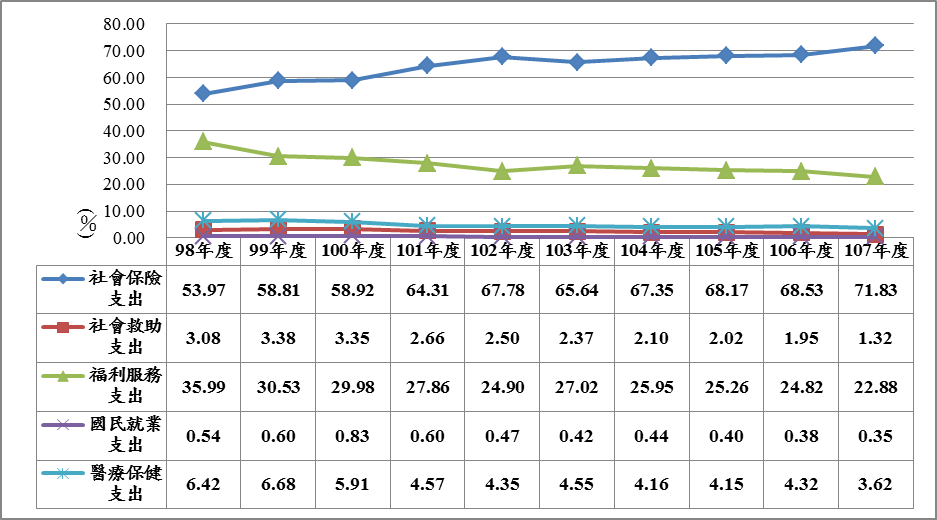 80.00
70.00
60.00
50.00
40.00
30.00
20.00
10.00
0.00
(%)
98年度 99年度 100年度 101年度 102年度 103年度 104年度 105年度 106年度 107年度
社會保險
支出
53.97 58.81 58.92 64.31 67.78 65.64 67.35 68.17 68.53 71.83
社會救助
支出
3.08 3.38 3.35 2.66 2.50 2.37 2.10 2.02 1.95 1.32
福利服務
支出
35.99 30.53 29.98 27.86 24.90 27.02 25.95 25.26 24.82 22.88
國民就業
支出
0.54 0.60 0.83 0.60 0.47 0.42 0.44 0.40 0.38 0.35
醫療保健
支出
6.42 6.68 5.91 4.57 4.35 4.55 4.16 4.15 4.32 3.62